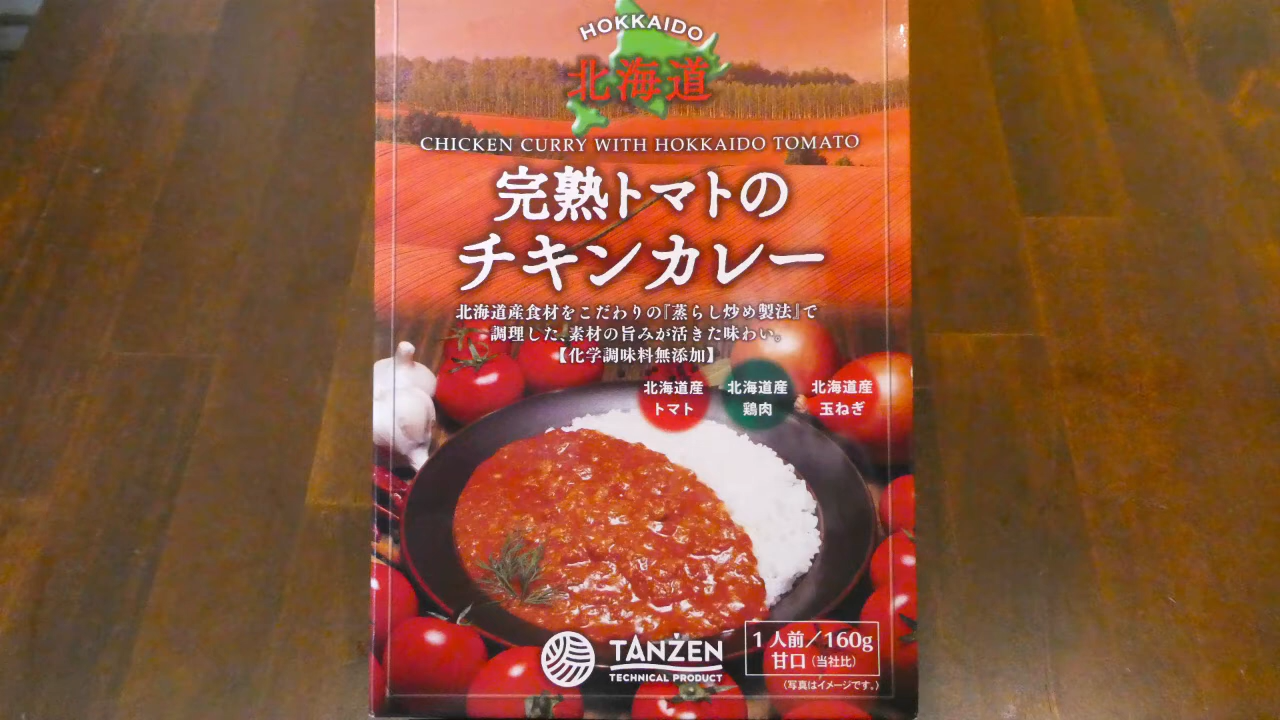 HOKKAIDO
北海道
CHICKEN CURRY WITH HOKKAIDO TOMATO
完熟トマトの
チキンカレー
北海道産食材をこだわりの『蒸らし炒め製法』で
調理した、素材の旨みが活きた味わい。
【化学調味料無添加】
北海道産
トマト
北海道産
鶏肉
北海道産
玉ねぎ
TANZEN
TECHNICAL PRODUCT
1人前／160g
甘口（当社比）
（写真はイメージです。）